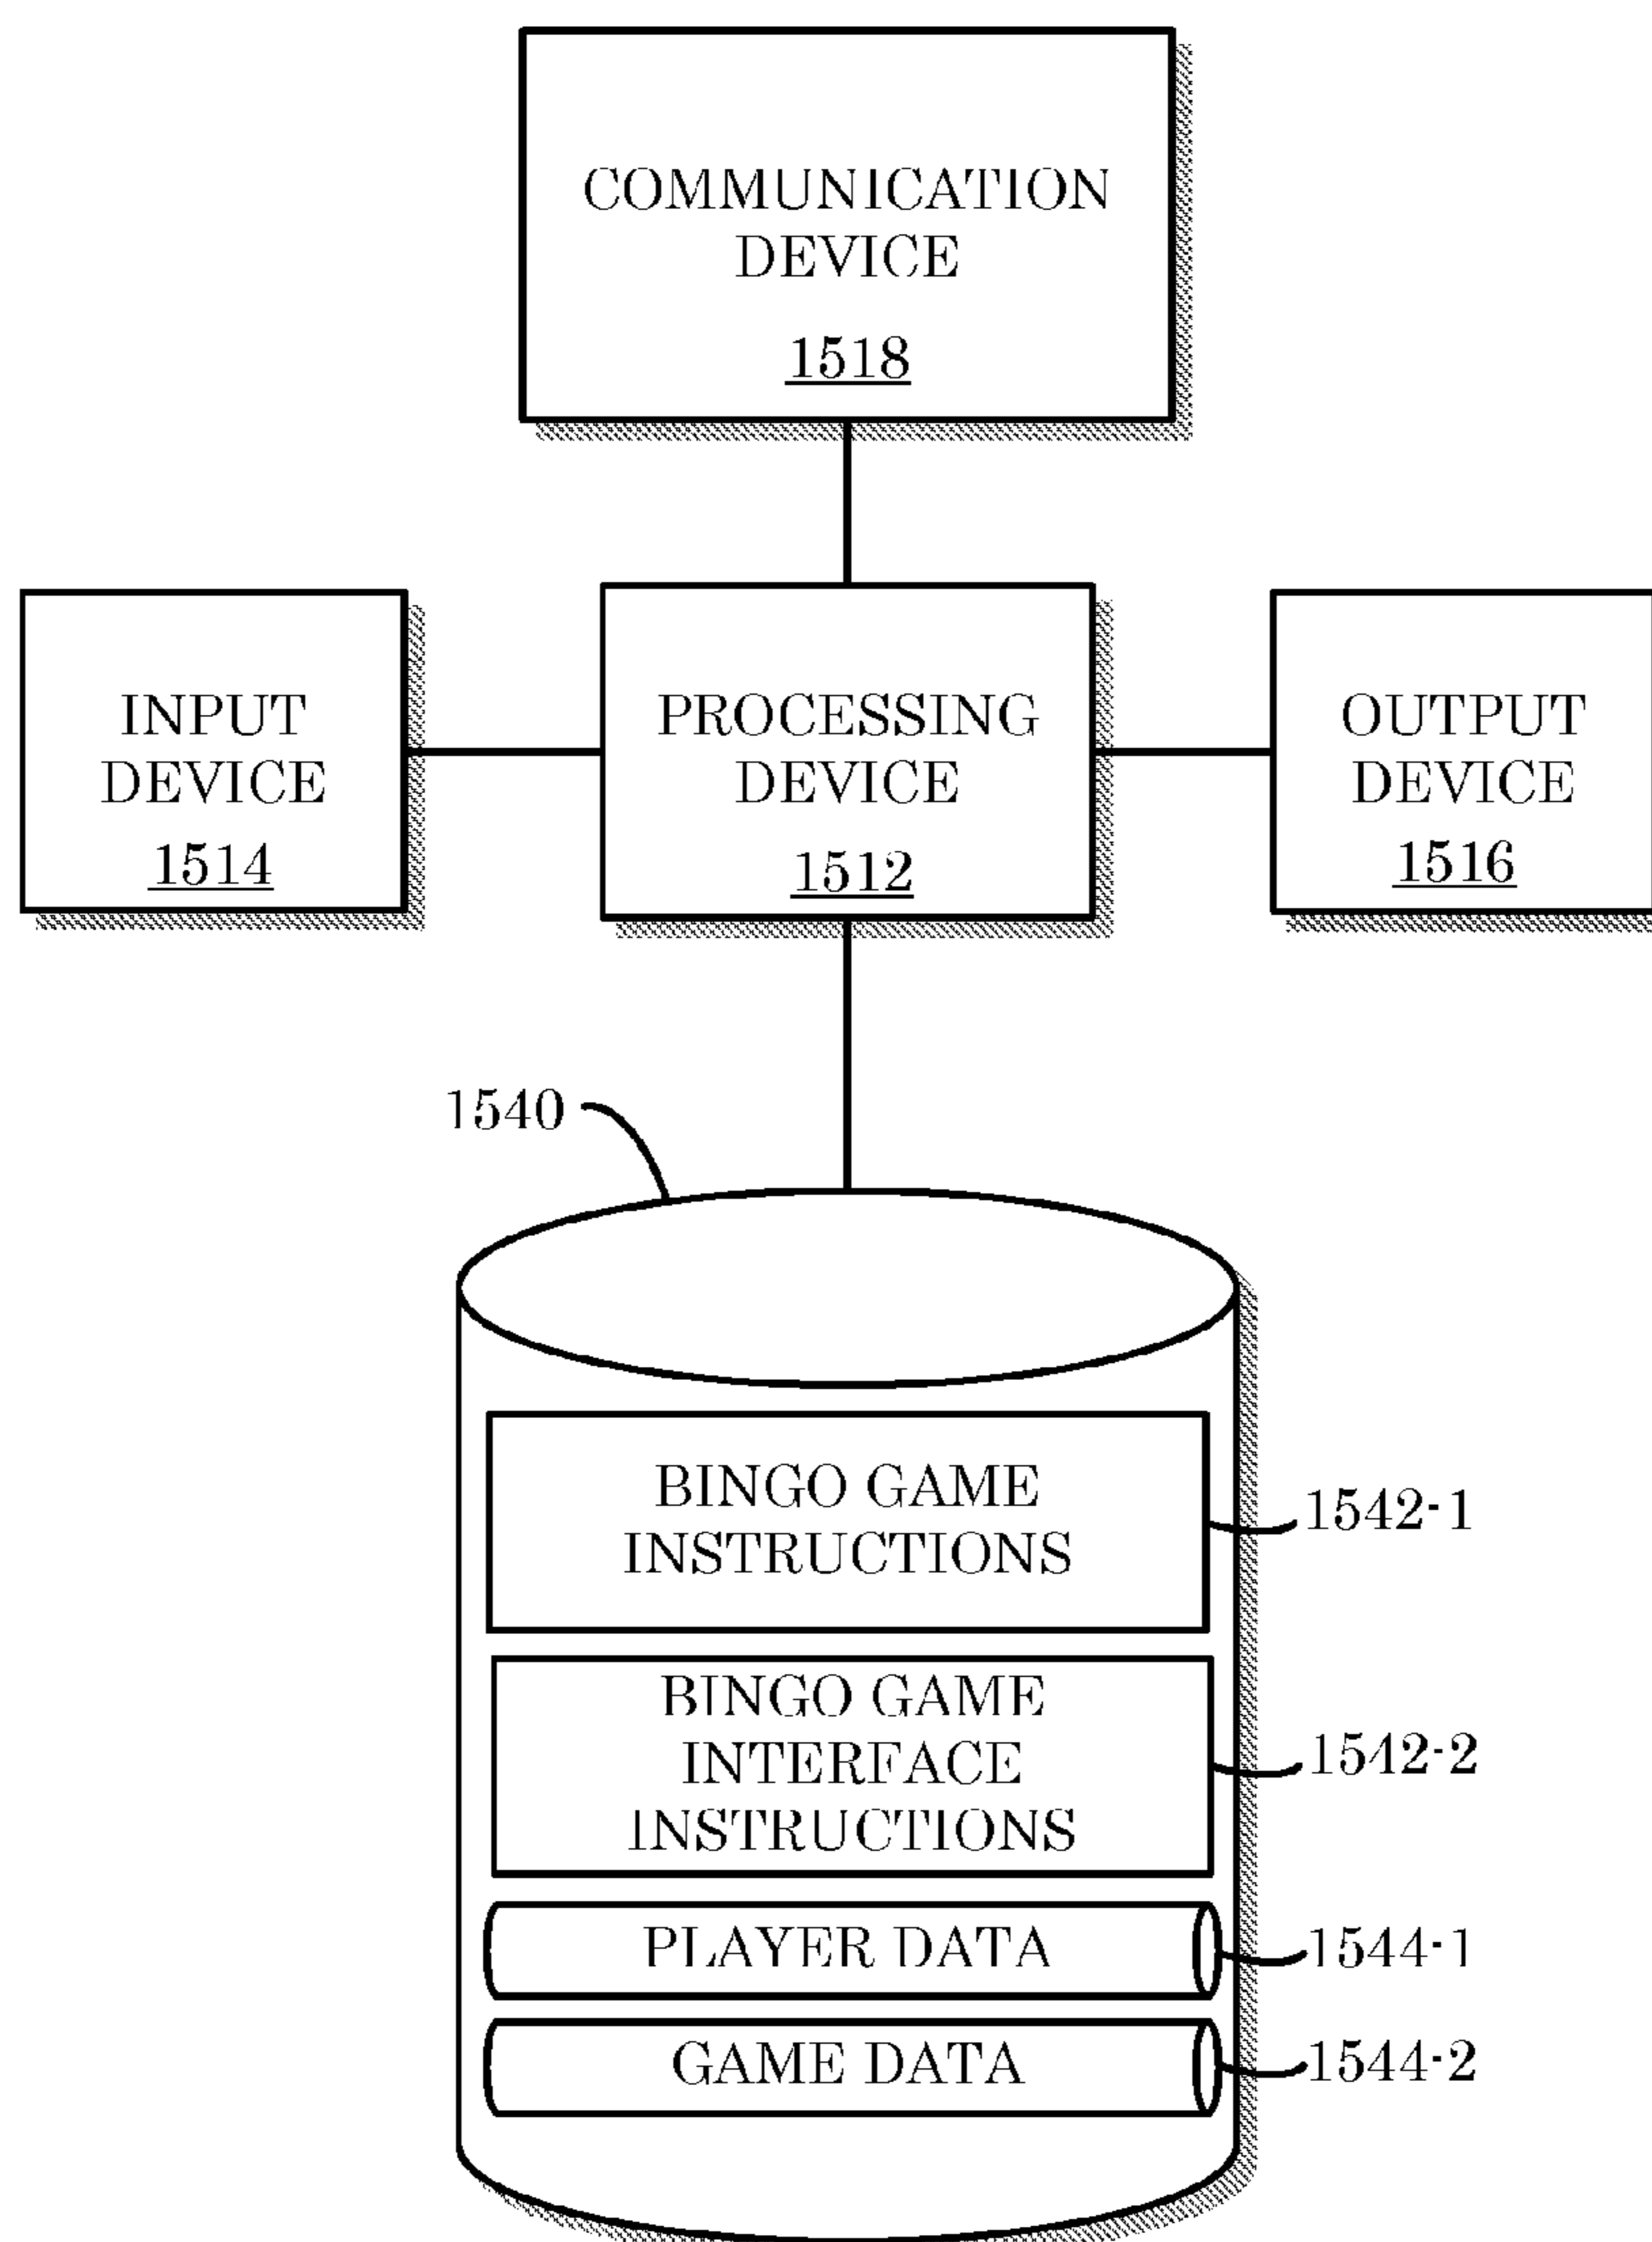 COMMUNICATION
DEVICE
1518
INPUT
DEVICE
1514
PROCESSING
DEVICE
1512
OUTPUT
DEVICE
1516
1540
BINGO GAME
INSTRUCTIONS
1542-1
BINGO GAME
INTERFACE
INSTRUCTIONS
1542-2
PLAYER DATA
1544-1
GAME DATA
1544-2